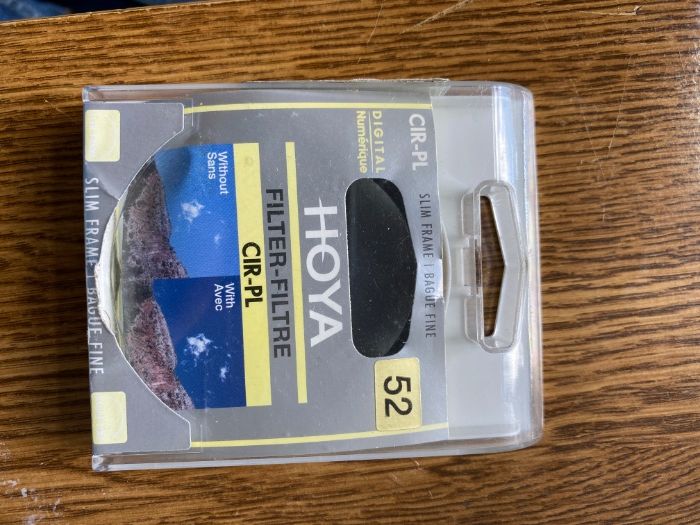 CIR-PL
SLIM FRAME | BAGUE FINE
DIGITAL
Numérique
52
HOYA
FILTER-FILTRE
CIR-PL
Without
Sans
With
Avec
SLIM FRAME | BAGUE FINE